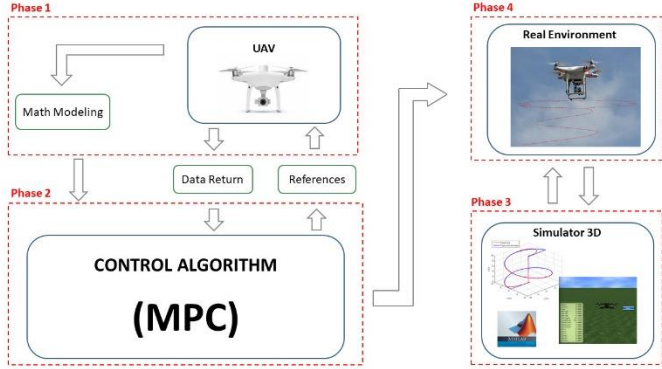 Phase 1
UAV
Math Modeling
Data Return
References
Phase 2
CONTROL ALGORITHM
(MPC)
Phase 4
Real Environment
Phase 3
Simulator 3D